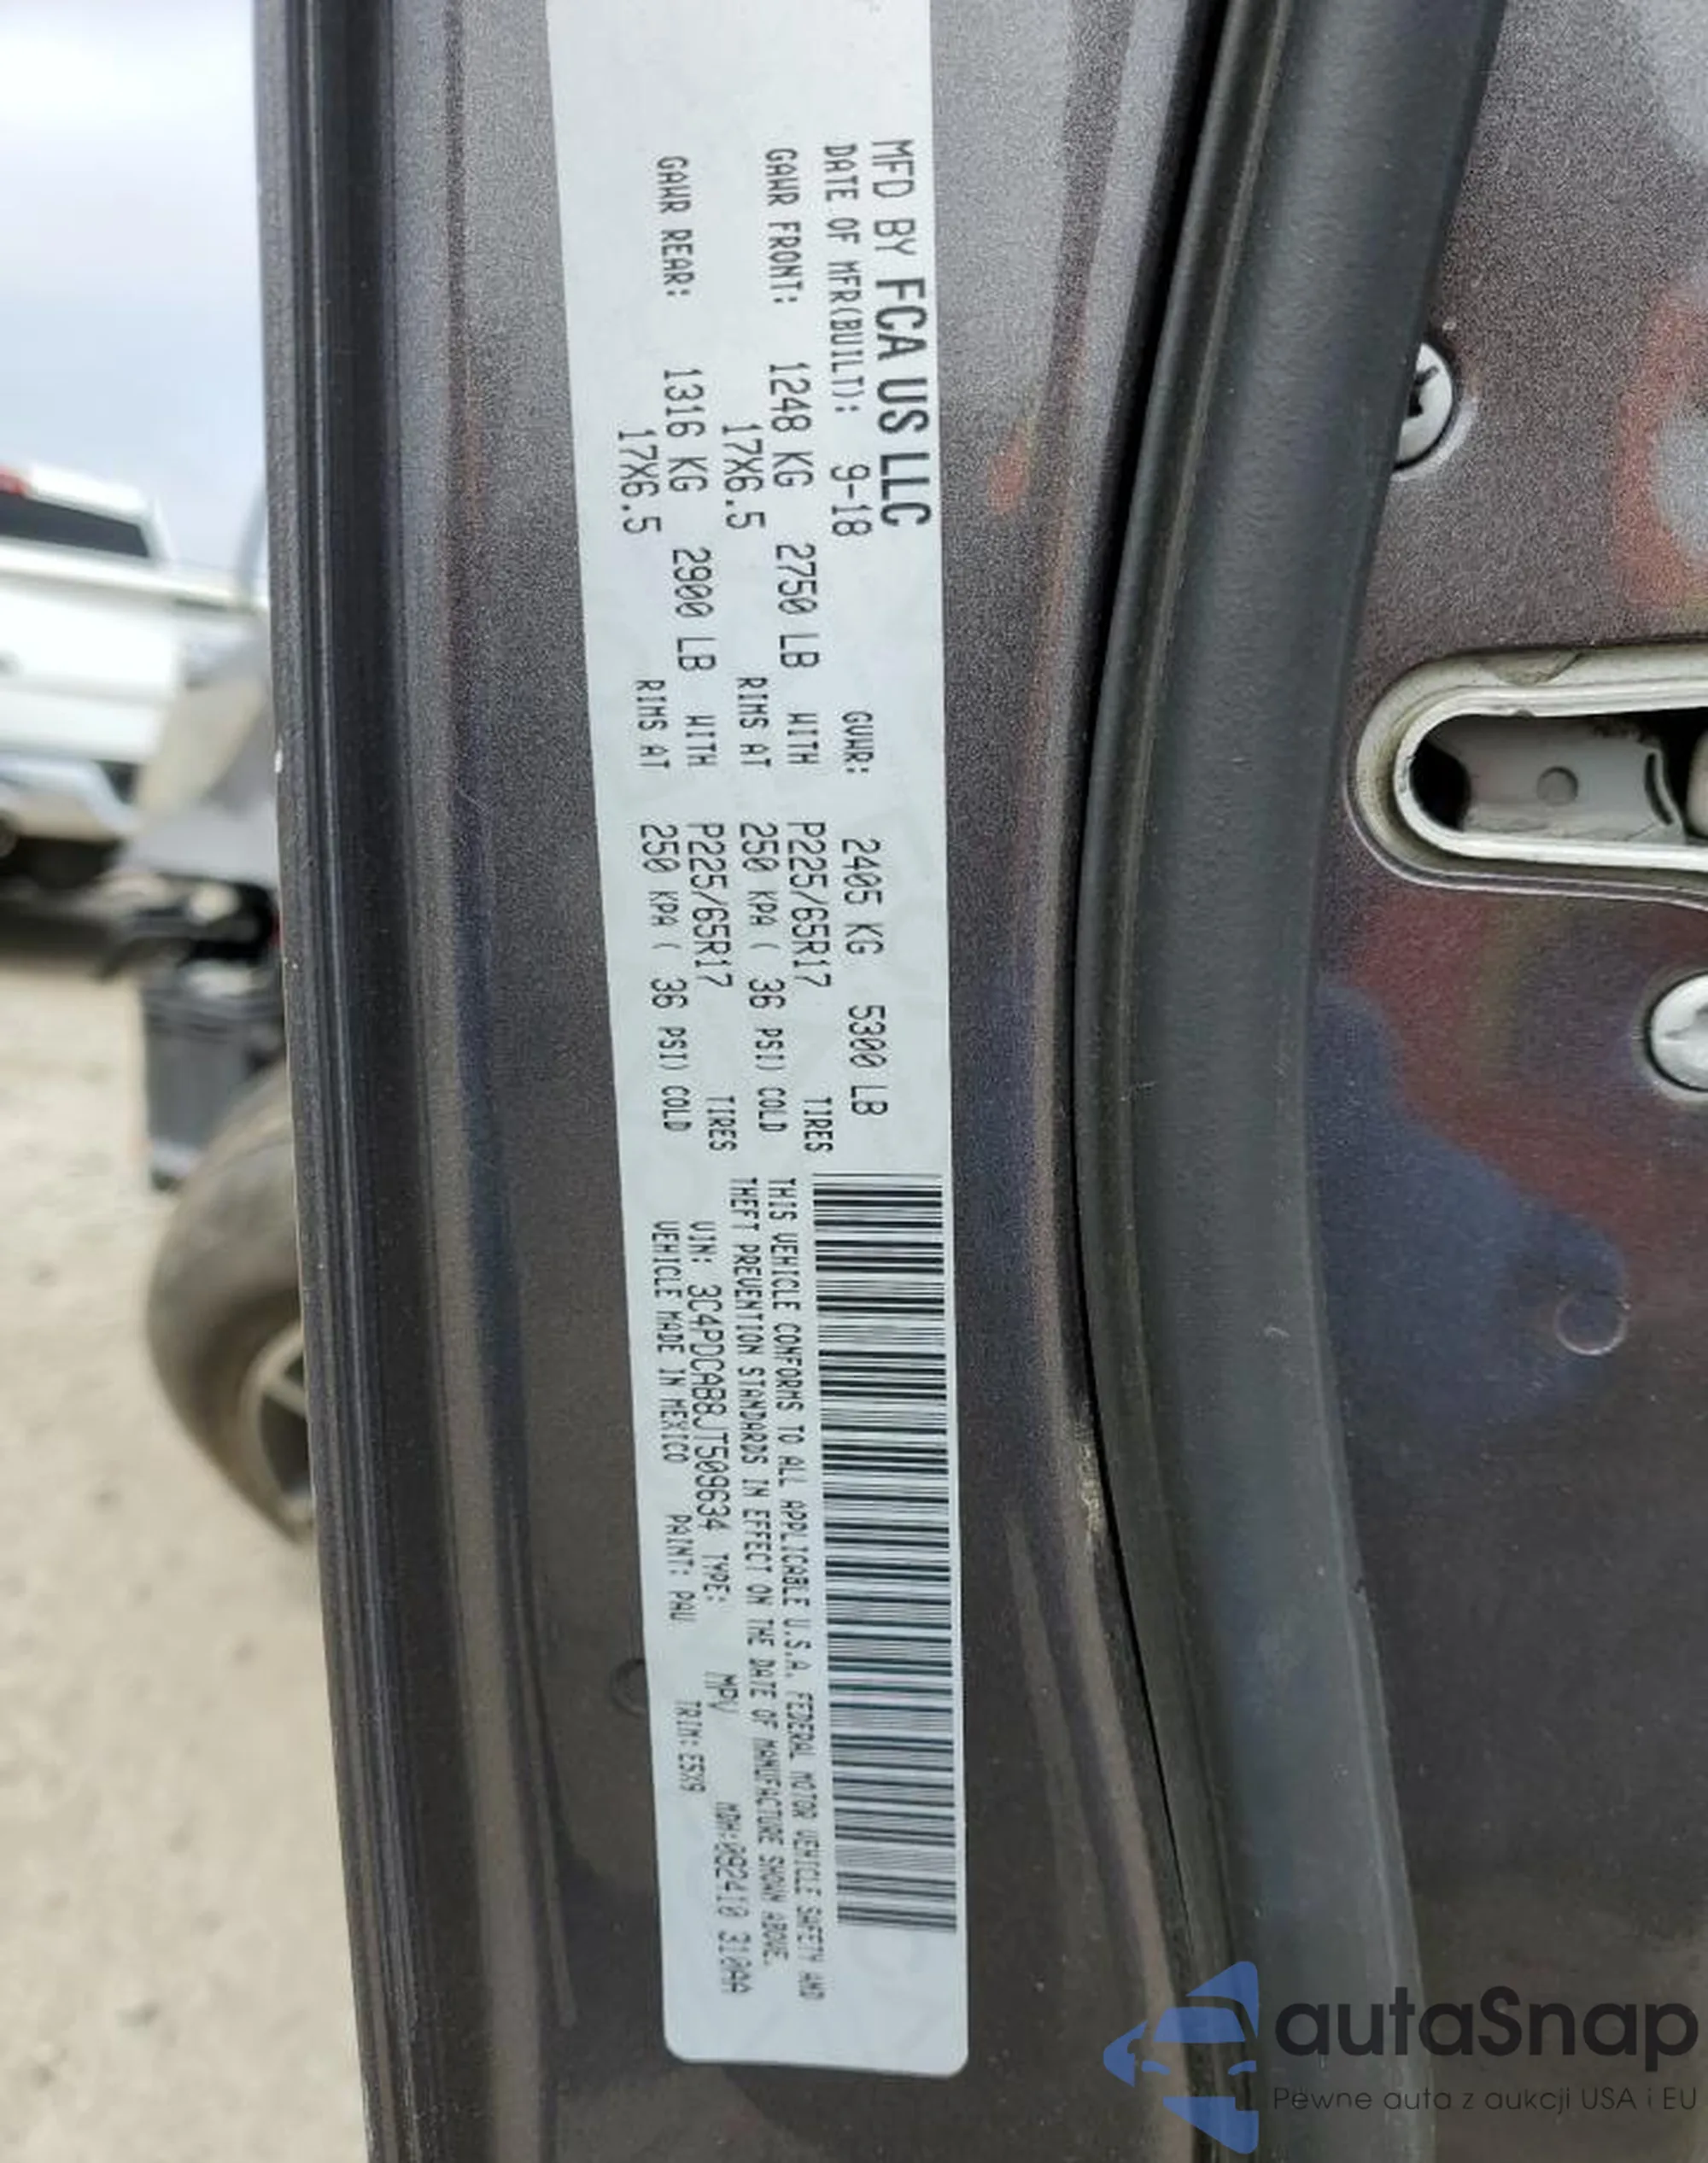 MFD BY FCA US LLC
DATE OF MFR(BUILT): 9-18 GVWR: 2405 KG 5300 LB
GAWR FRONT: 1248 KG 2750 LB WITH P225/65R17 TIRES
17X6.5 RIMS AT 250 KPA ( 36 PSI) COLD
GAWR REAR: 1316 KG 2900 LB WITH P225/65R17 TIRES
17X6.5 RIMS AT 250 KPA ( 36 PSI) COLD
THIS VEHICLE CONFORMS TO ALL APPLICABLE U.S.A. FEDERAL MOTOR VEHICLE SAFETY AND
THEFT PREVENTION STANDARDS IN EFFECT ON THE DATE OF MANUFACTURE SHOWN ABOVE.
VIN: 3C4PDCAB8JT509634 TYPE: MPV MDH:092410 310AA
VEHICLE MADE IN MEXICO PAINT: PAU TRIM: E5X9
autaSnap
Pewne auta z aukcji USA i EU